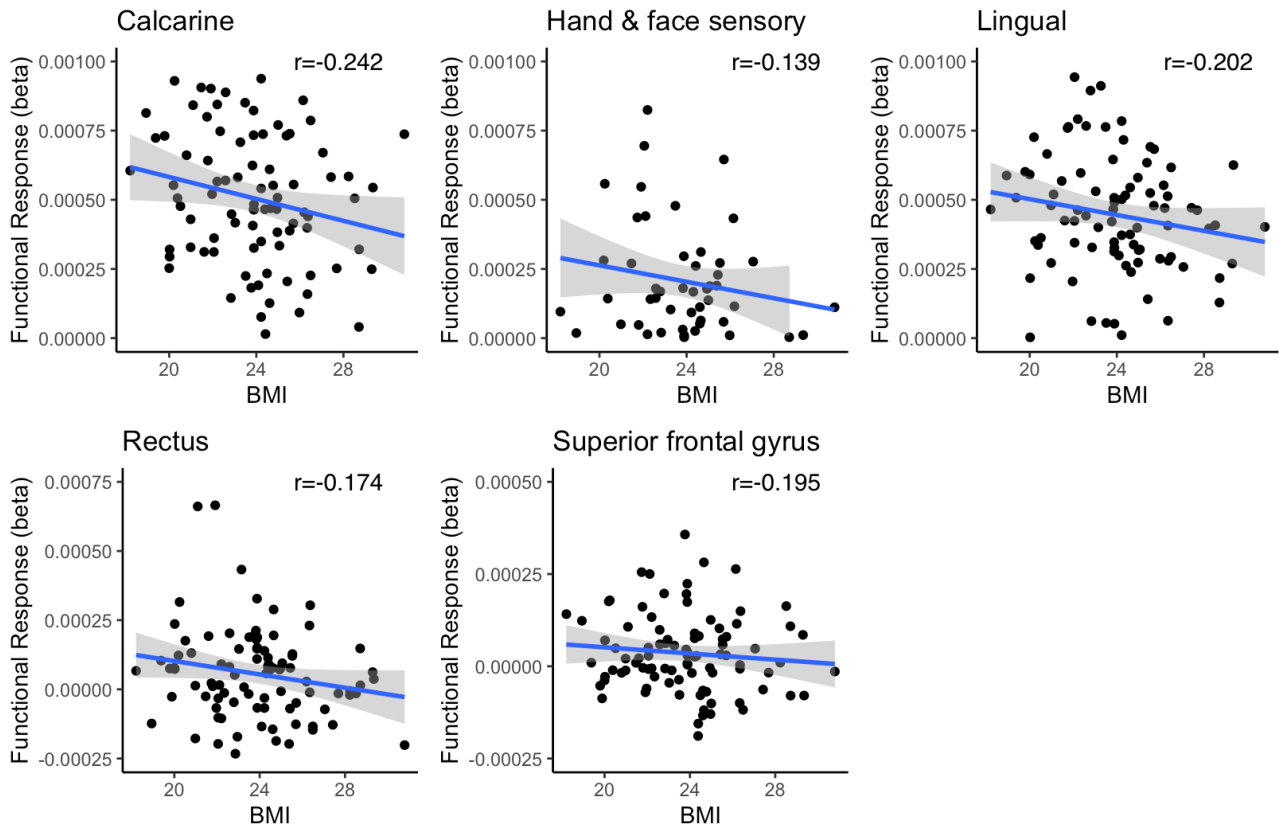 Calcarine
r=-0.242
Functional Response (beta)
0.00100
0.00075
0.00050
0.00025
0.00000
20 24 28
BMI
Hand & face sensory
r=-0.139
Functional Response (beta)
0.00100
0.00075
0.00050
0.00025
0.00000
20 24 28
BMI
Lingual
r=-0.202
Functional Response (beta)
0.00100
0.00075
0.00050
0.00025
0.00000
20 24 28
BMI
Rectus
r=-0.174
Functional Response (beta)
0.00075
0.00050
0.00025
0.00000
-0.00025
20 24 28
BMI
Superior frontal gyrus
r=-0.195
Functional Response (beta)
0.00050
0.00025
0.00000
-0.00025
20 24 28
BMI